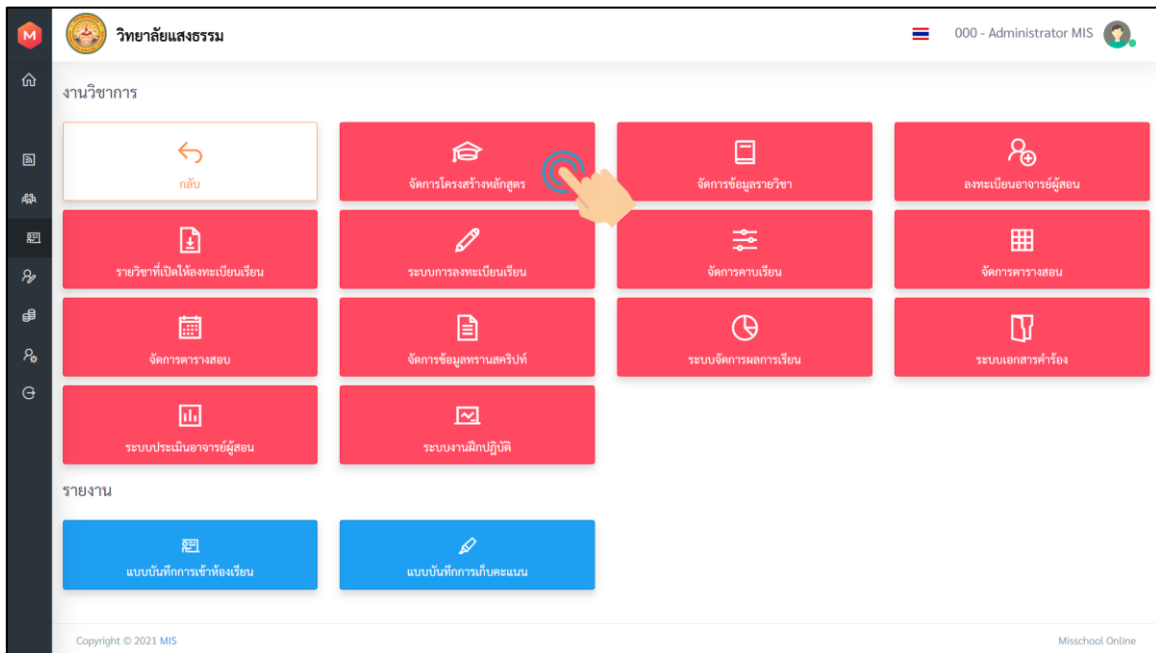 M
วิทยาลัยแสงธรรม
000 - Administrator MIS
งานวิชาการ
กลับ
จัดการโครงสร้างหลักสูตร
จัดการข้อมูลรายวิชา
ลงทะเบียนอาจารย์ผู้สอน
รายวิชาที่เปิดให้ลงทะเบียนเรียน
ระบบการลงทะเบียนเรียน
จัดการคาบเรียน
จัดการตารางสอน
จัดการตารางสอบ
จัดการข้อมูลทรานสคริปท์
ระบบจัดการผลการเรียน
ระบบเอกสารคำร้อง
ระบบประเมินอาจารย์ผู้สอน
ระบบงานฝึกปฏิบัติ
รายงาน
แบบบันทึกการเข้าห้องเรียน
แบบบันทึกการเก็บคะแนน
Copyright © 2021 MIS
Misschool Online